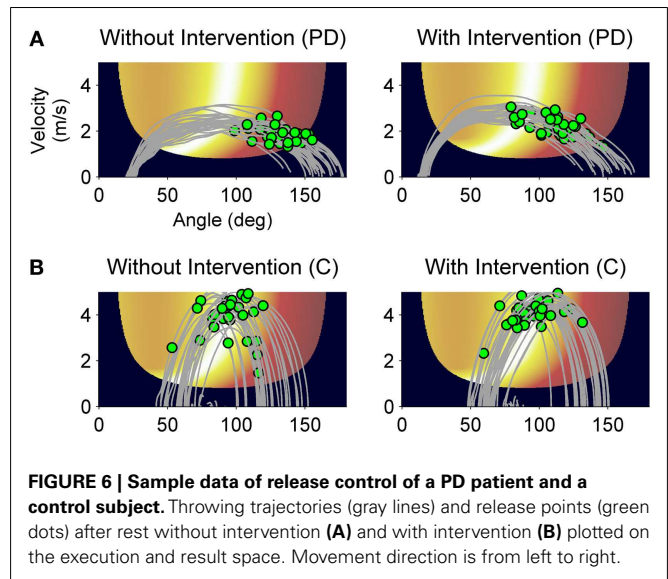 A
Without Intervention (PD)
With Intervention (PD)
Velocity
(m/s)
4
2
0
0
50
100
150
Angle (deg)
4
2
0
0
50
100
150
B
Without Intervention (C)
With Intervention (C)
4
2
0
0
50
100
150
4
2
0
0
50
100
150
FIGURE 6 | Sample data of release control of a PD patient and a
control subject. Throwing trajectories (gray lines) and release points (green
dots) after rest without intervention (A) and with intervention (B) plotted on
the execution and result space. Movement direction is from left to right.